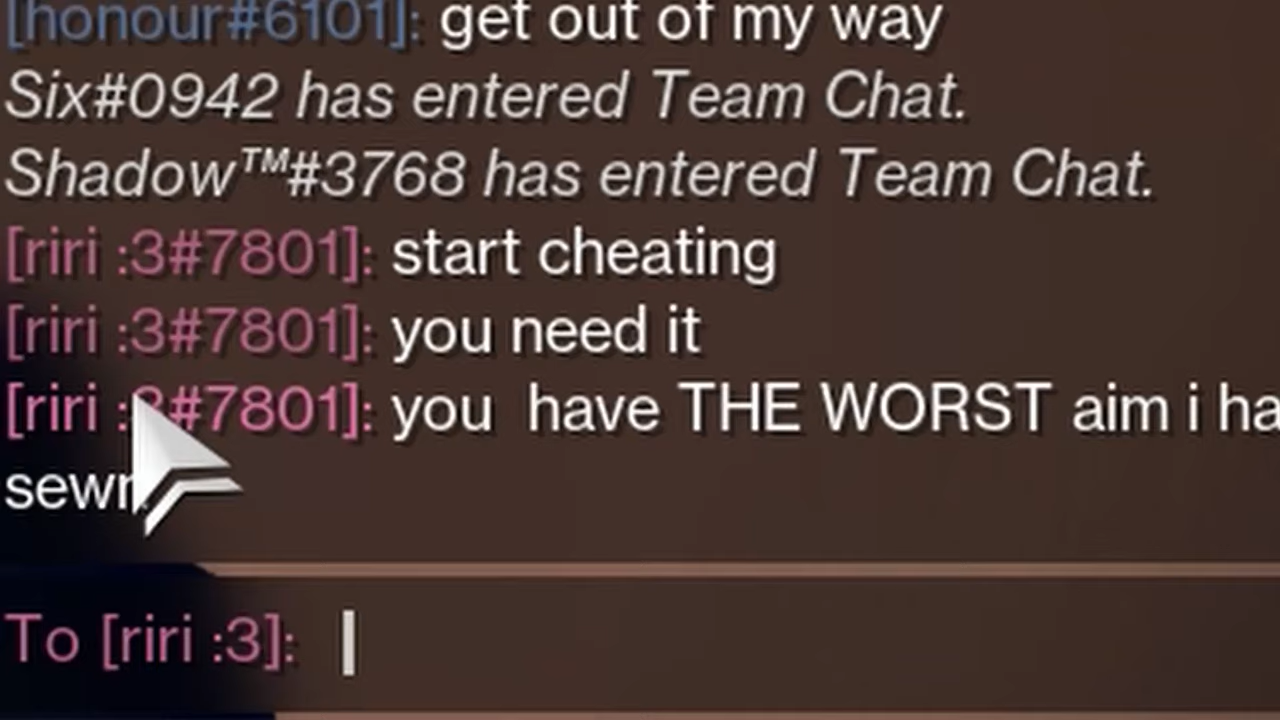 [honour#6101]: get out of my way
Six#0942 has entered Team Chat.
Shadow™#3768 has entered Team Chat.
[riri :3#7801]: start cheating
[riri :3#7801]: you need it
[riri :3#7801]: you  have THE WORST aim i ha
sewn
To [riri :3]: